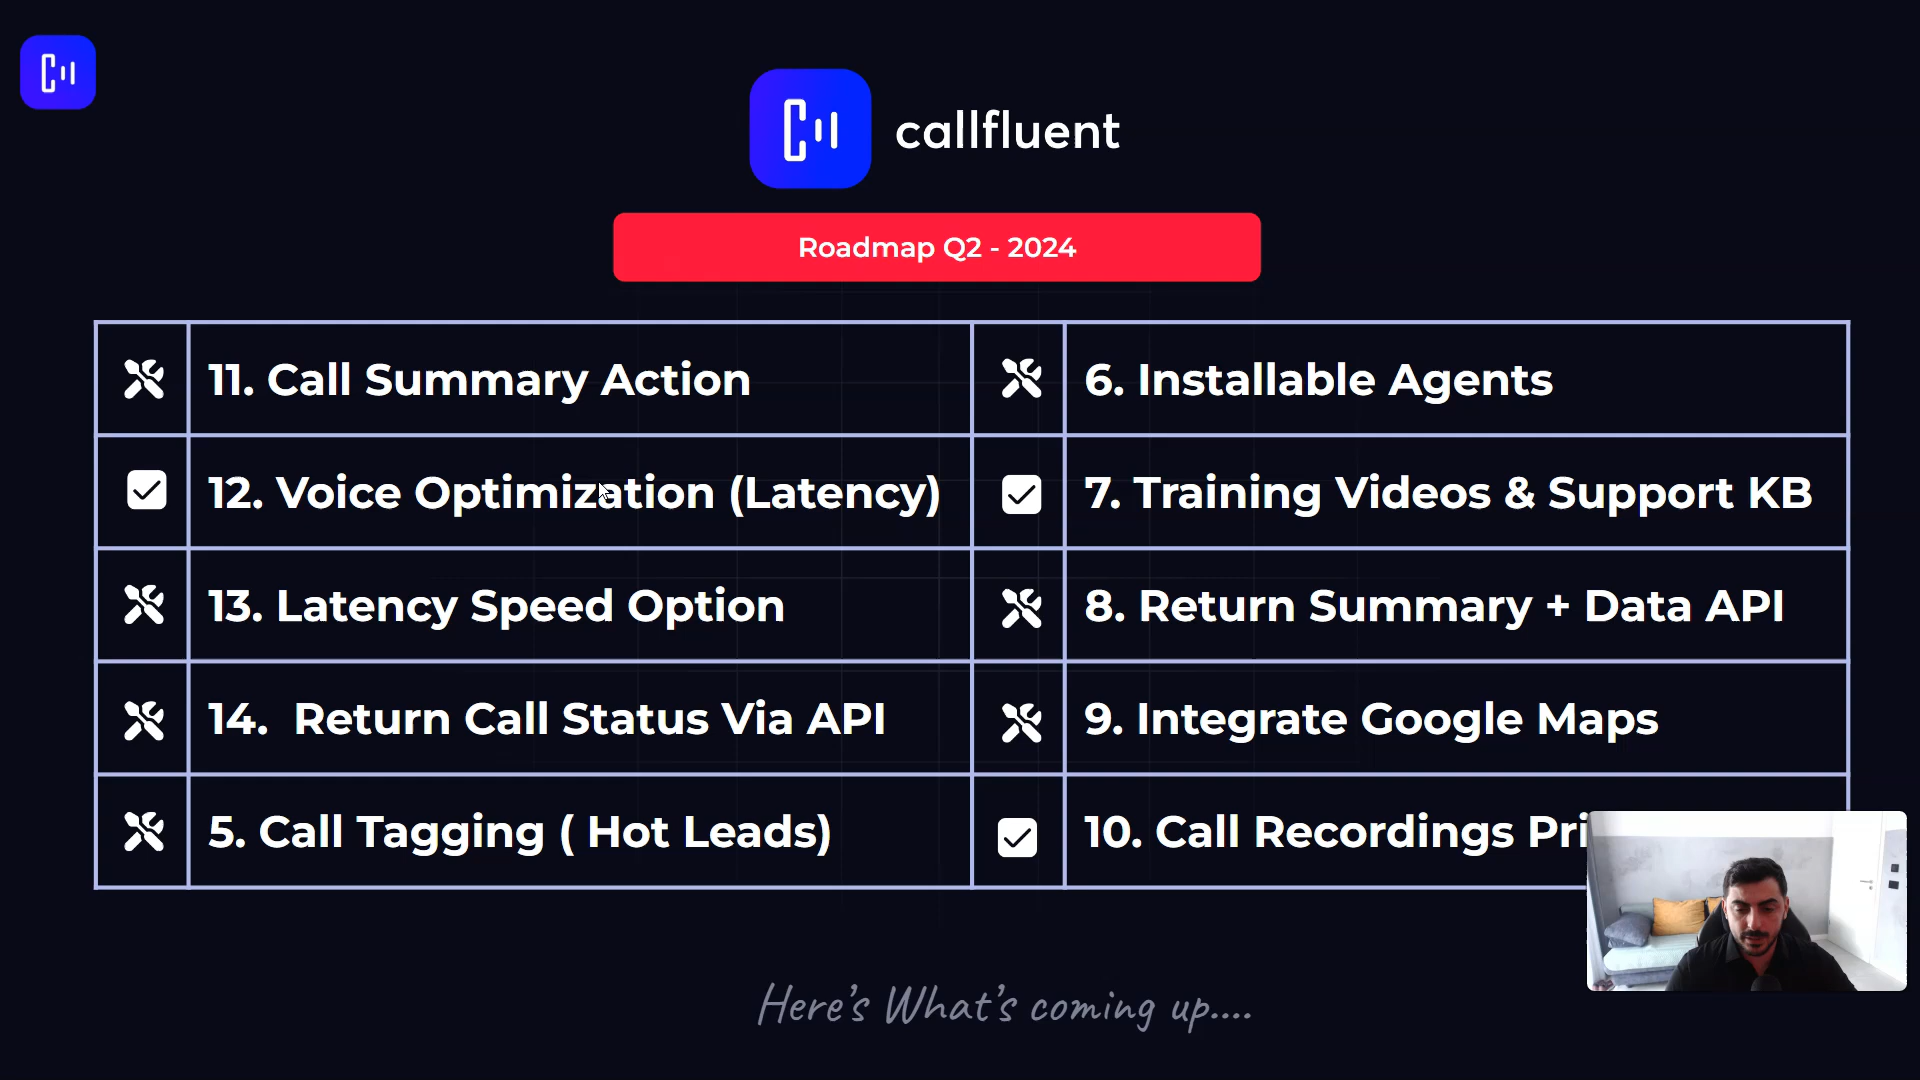 callfluent
Roadmap Q2 - 2024
11. Call Summary Action
6. Installable Agents
12. Voice Optimization (Latency)
7. Training Videos & Support KB
13. Latency Speed Option
8. Return Summary + Data API
14. Return Call Status Via API
9. Integrate Google Maps
5. Call Tagging ( Hot Leads)
10. Call Recordings
Here's What's coming up....